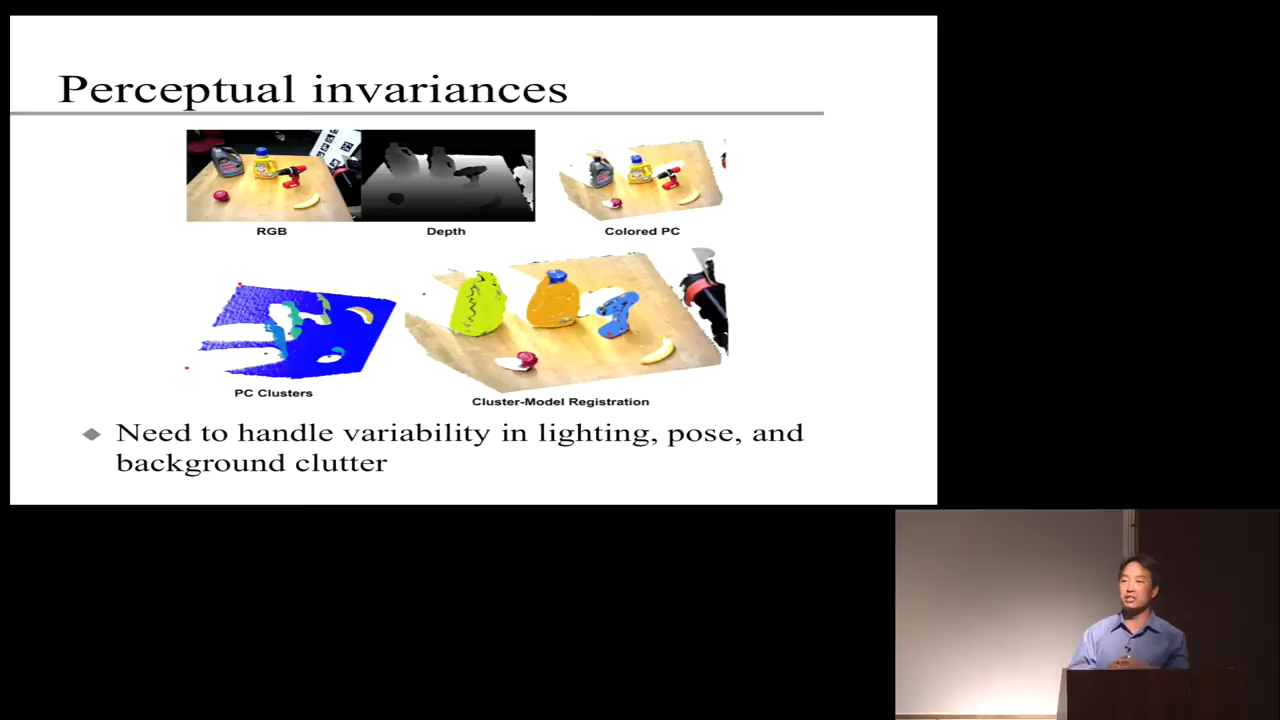 Perceptual invariances
RGB
Depth
Colored PC
PC Clusters
Cluster-Model Registration
Need to handle variability in lighting, pose, and
background clutter